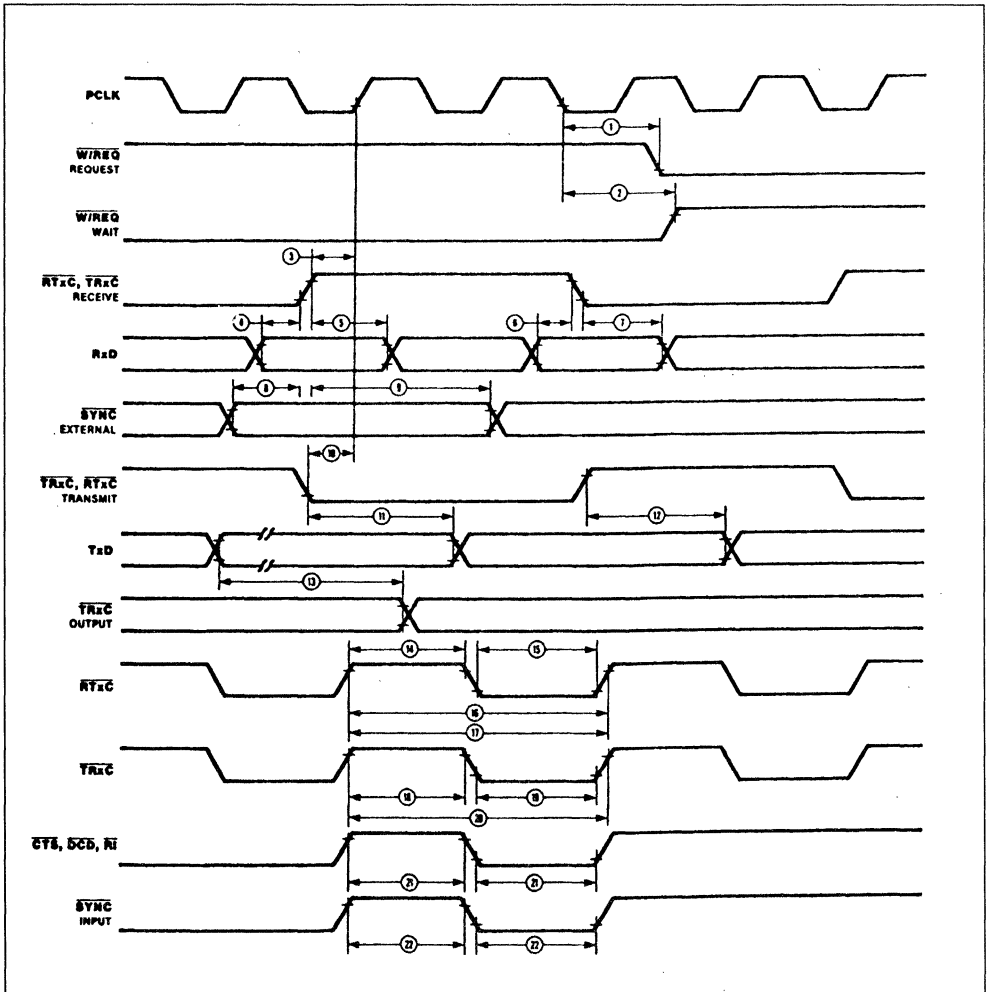 PCLK
1
W/REQ
REQUEST
2
W/REQ
WAIT
3
RTxC, TRxC
RECEIVE
4 5 6 7
RxD
8 9
SYNC
EXTERNAL
10
TRxC, RTxC
TRANSMIT
11 12
TxD
13
TRxC
OUTPUT
14 15
RTxC
16
17
TRxC
18 19
20
CTS, DCD, RI
21 21
SYNC
INPUT
22 22